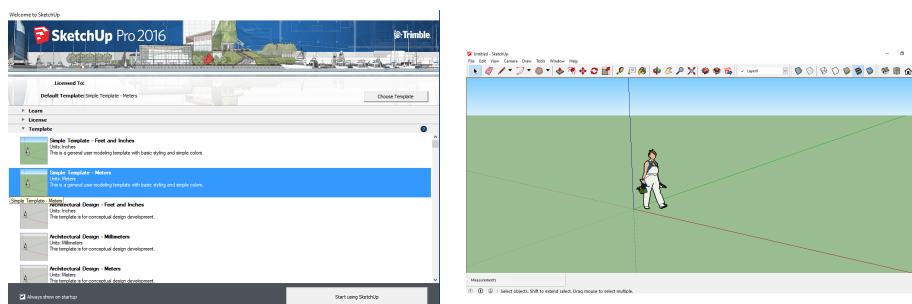 Welcome to SketchUp
SketchUp Pro 2016
Trimble
Licensed To:
Default Template: Simple Template - Meters
Choose Template
Learn
License
Template
Simple Template - Feet and Inches
Units: Inches
This is a general user modeling template with basic styling and simple colors.
Simple Template - Meters
Units: Meters
This is a general user modeling template with basic styling and simple colors.
Simple Template - Meters
Architectural Design - Feet and Inches
Units: Inches
This template is for conceptual design development.
Architectural Design - Millimeters
Units: Millimeters
This template is for conceptual design development.
Architectural Design - Meters
Units: Meters
This template is for conceptual design development.
Always show on startup
Start using SketchUp
Untitled - SketchUp
File Edit View Camera Draw Tools Window Help
Layer0
Measurements
Select objects. Shift to extend select. Drag mouse to select multiple.